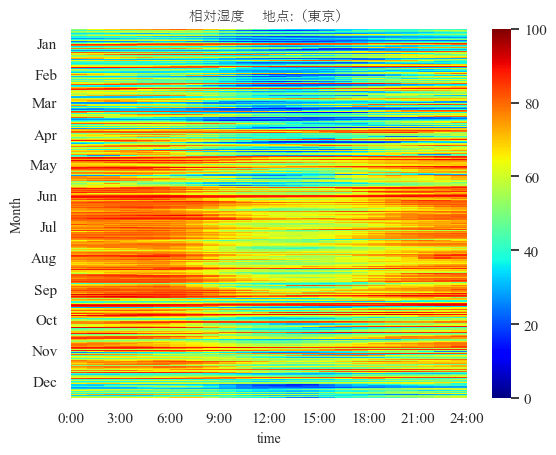 相対湿度 地点:（東京）
Month
Jan
Feb
Mar
Apr
May
Jun
Jul
Aug
Sep
Oct
Nov
Dec
0:00 3:00 6:00 9:00 12:00 15:00 18:00 21:00 24:00
time
100
80
60
40
20
0